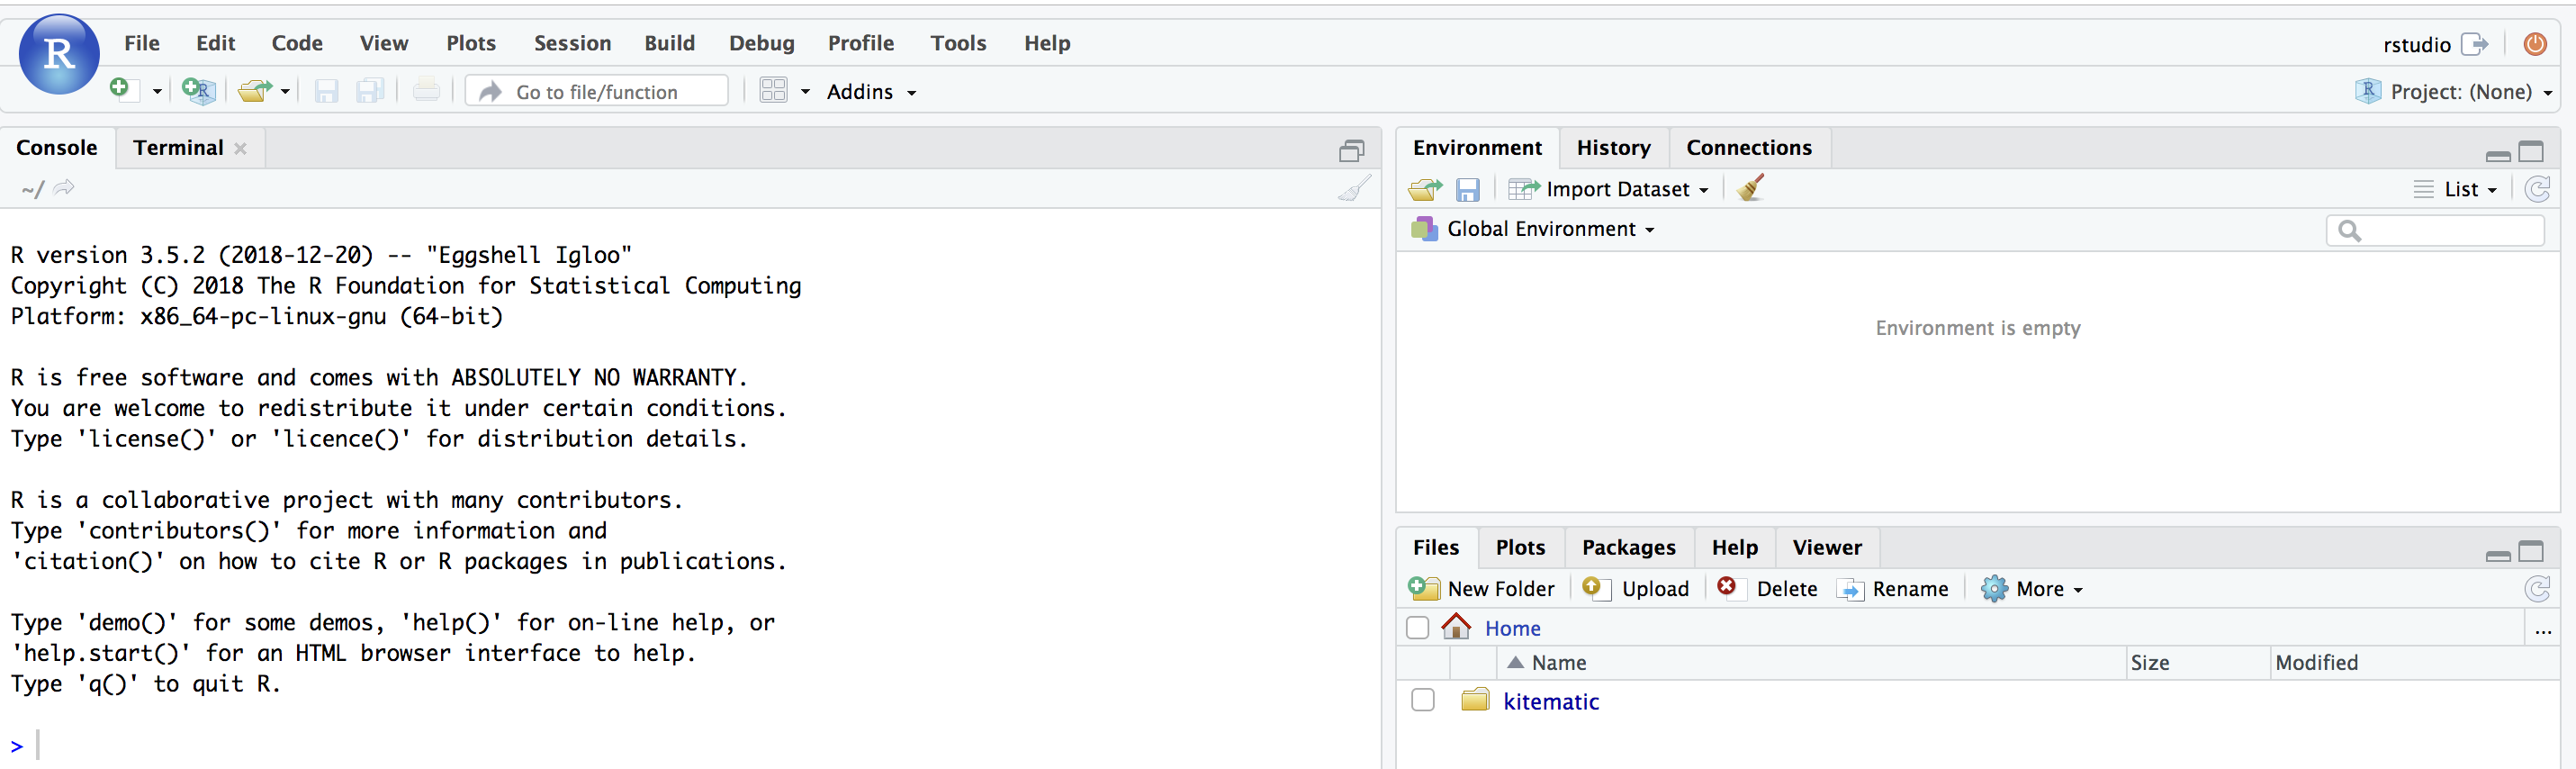 R
File Edit Code View Plots Session Build Debug Profile Tools Help
rstudio
R
Go to file/function
Addins
R Project: (None)
Console Terminal
~/
R version 3.5.2 (2018-12-20) -- "Eggshell Igloo"
Copyright (C) 2018 The R Foundation for Statistical Computing
Platform: x86_64-pc-linux-gnu (64-bit)
R is free software and comes with ABSOLUTELY NO WARRANTY.
You are welcome to redistribute it under certain conditions.
Type 'license()' or 'licence()' for distribution details.
R is a collaborative project with many contributors.
Type 'contributors()' for more information and
'citation()' on how to cite R or R packages in publications.
Type 'demo()' for some demos, 'help()' for on-line help, or
'help.start()' for an HTML browser interface to help.
Type 'q()' to quit R.
>
Environment History Connections
Import Dataset
List
Global Environment
Environment is empty
Files Plots Packages Help Viewer
New Folder Upload Delete Rename More
Home
...
Name Size Modified
kitematic